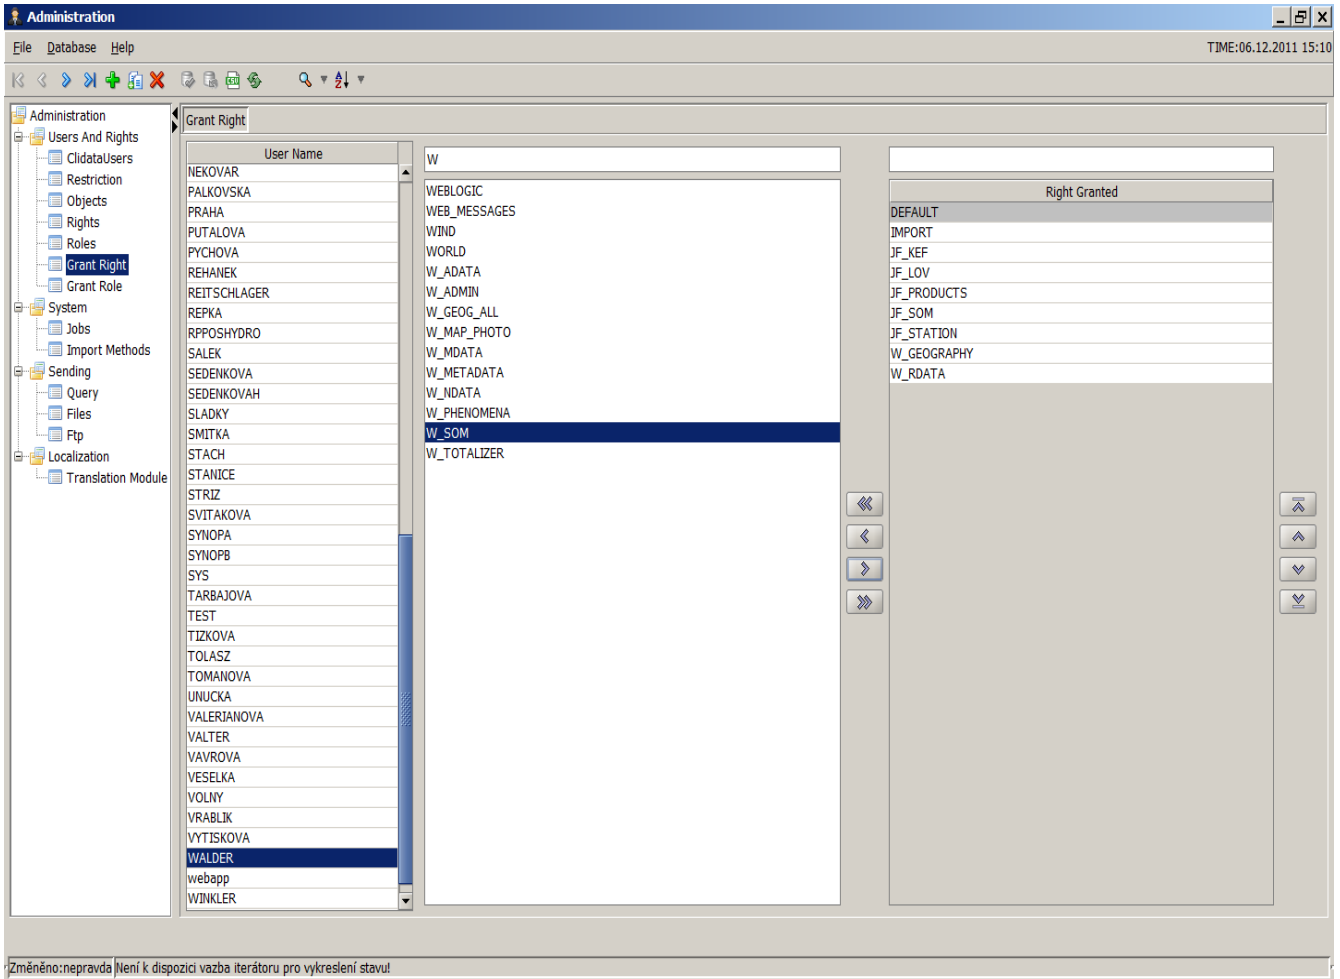 Administration
File Database Help
TIME:06.12.2011 15:10
Administration
Users And Rights
ClidataUsers
Restriction
Objects
Rights
Roles
Grant Right
Grant Role
System
Jobs
Import Methods
Sending
Query
Files
Ftp
Localization
Translation Module
Grant Right
User Name
NEKOVAR
PALKOVSKA
PRAHA
PUTALOVA
PYCHOVA
REHANEK
REITSCHLAGER
REPKA
RPPOSHYDRO
SALEK
SEDENKOVA
SEDENKOVAH
SLADKY
SMITKA
STACH
STANICE
STRIZ
SVITAKOVA
SYNOPA
SYNOPB
SYS
TARBAJOVA
TEST
TIZKOVA
TOLASZ
TOMANOVA
UNUCKA
VALERIANOVA
VALTER
VAVROVA
VESELKA
VOLNY
VRABLIK
VYTISKOVA
WALDER
webapp
WINKLER
W
WEBLOGIC
WEB_MESSAGES
WIND
WORLD
W_ADATA
W_ADMIN
W_GEOG_ALL
W_MAP_PHOTO
W_MDATA
W_METADATA
W_NDATA
W_PHENOMENA
W_SOM
W_TOTALIZER
Right Granted
DEFAULT
IMPORT
JF_KEF
JF_LOV
JF_PRODUCTS
JF_SOM
JF_STATION
W_GEOGRAPHY
W_RDATA
Změněno:nepravda Není k dispozici vazba iterátoru pro vykreslení stavu!